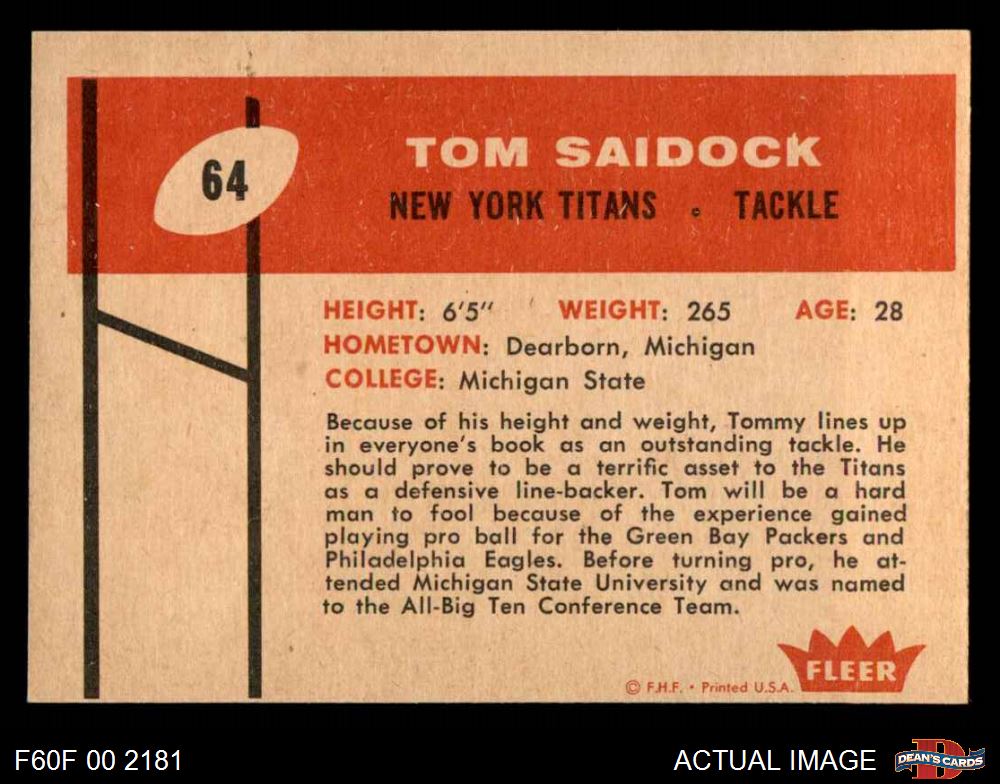 64
TOM SAIDOCK
NEW YORK TITANS • TACKLE
HEIGHT: 6'5" WEIGHT: 265 AGE: 28
HOMETOWN: Dearborn, Michigan
COLLEGE: Michigan State
Because of his height and weight, Tommy lines up
in everyone's book as an outstanding tackle. He
should prove to be a terrific asset to the Titans
as a defensive line-backer. Tom will be a hard
man to fool because of the experience gained
playing pro ball for the Green Bay Packers and
Philadelphia Eagles. Before turning pro, he at-
tended Michigan State University and was named
to the All-Big Ten Conference Team.
FLEER
© F.H.F. • Printed U.S.A.
F60F 00 2181
ACTUAL IMAGE
D
DEAN'S CARDS